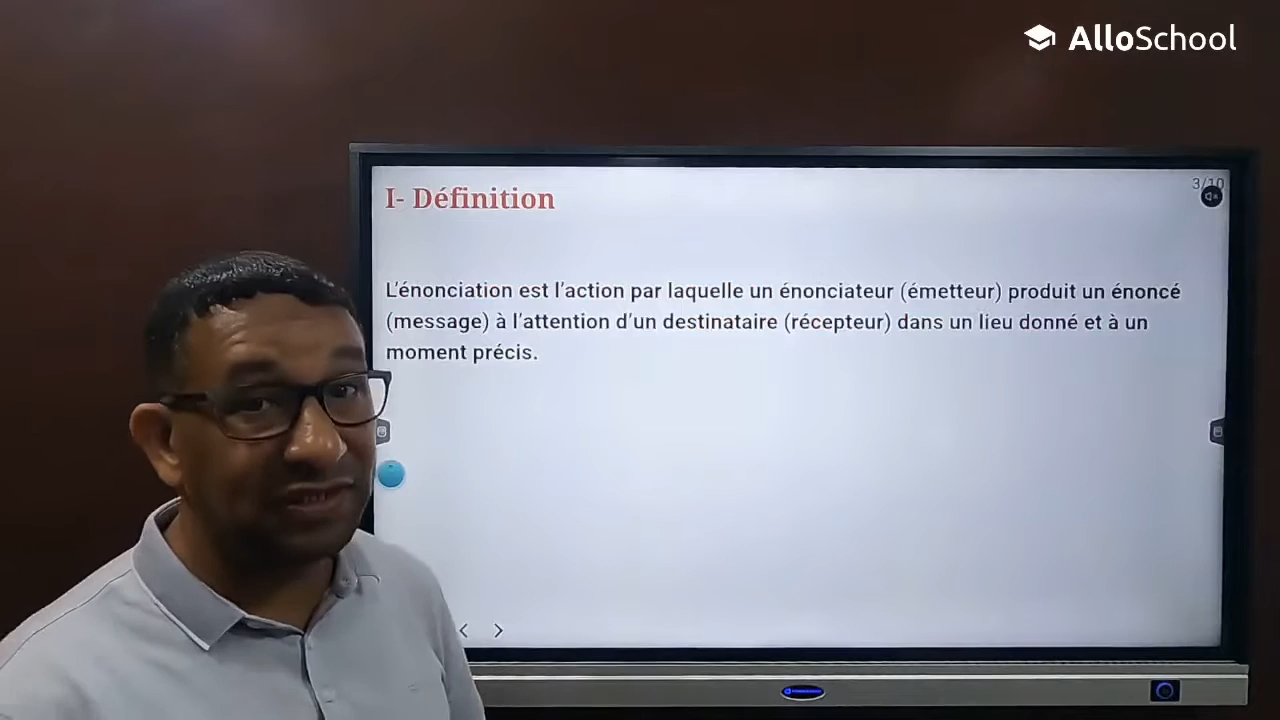 AlloSchool
3/10
I- Définition
L'énonciation est l'action par laquelle un énonciateur (émetteur) produit un énoncé
(message) à l'attention d'un destinataire (récepteur) dans un lieu donné et à un
moment précis.